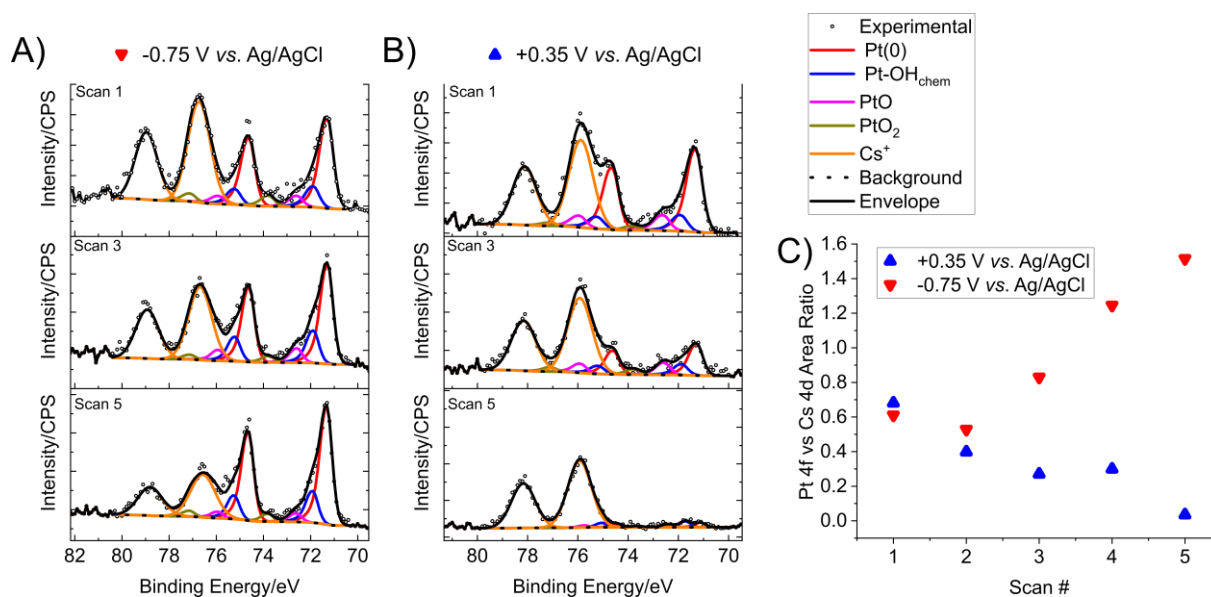 A)
-0.75 V vs. Ag/AgCl
Scan 1
Intensity/CPS
Scan 3
Intensity/CPS
Scan 5
Intensity/CPS
82 80 78 76 74 72 70
Binding Energy/eV
B)
+0.35 V vs. Ag/AgCl
Scan 1
Intensity/CPS
Scan 3
Intensity/CPS
Scan 5
Intensity/CPS
80 78 76 74 72 70
Binding Energy/eV
Experimental
Pt(0)
Pt-OHchem
PtO
PtO2
Cs+
Background
Envelope
C)
+0.35 V vs. Ag/AgCl
-0.75 V vs. Ag/AgCl
Pt 4f vs Cs 4d Area Ratio
1.6
1.4
1.2
1.0
0.8
0.6
0.4
0.2
0.0
1 2 3 4 5
Scan #